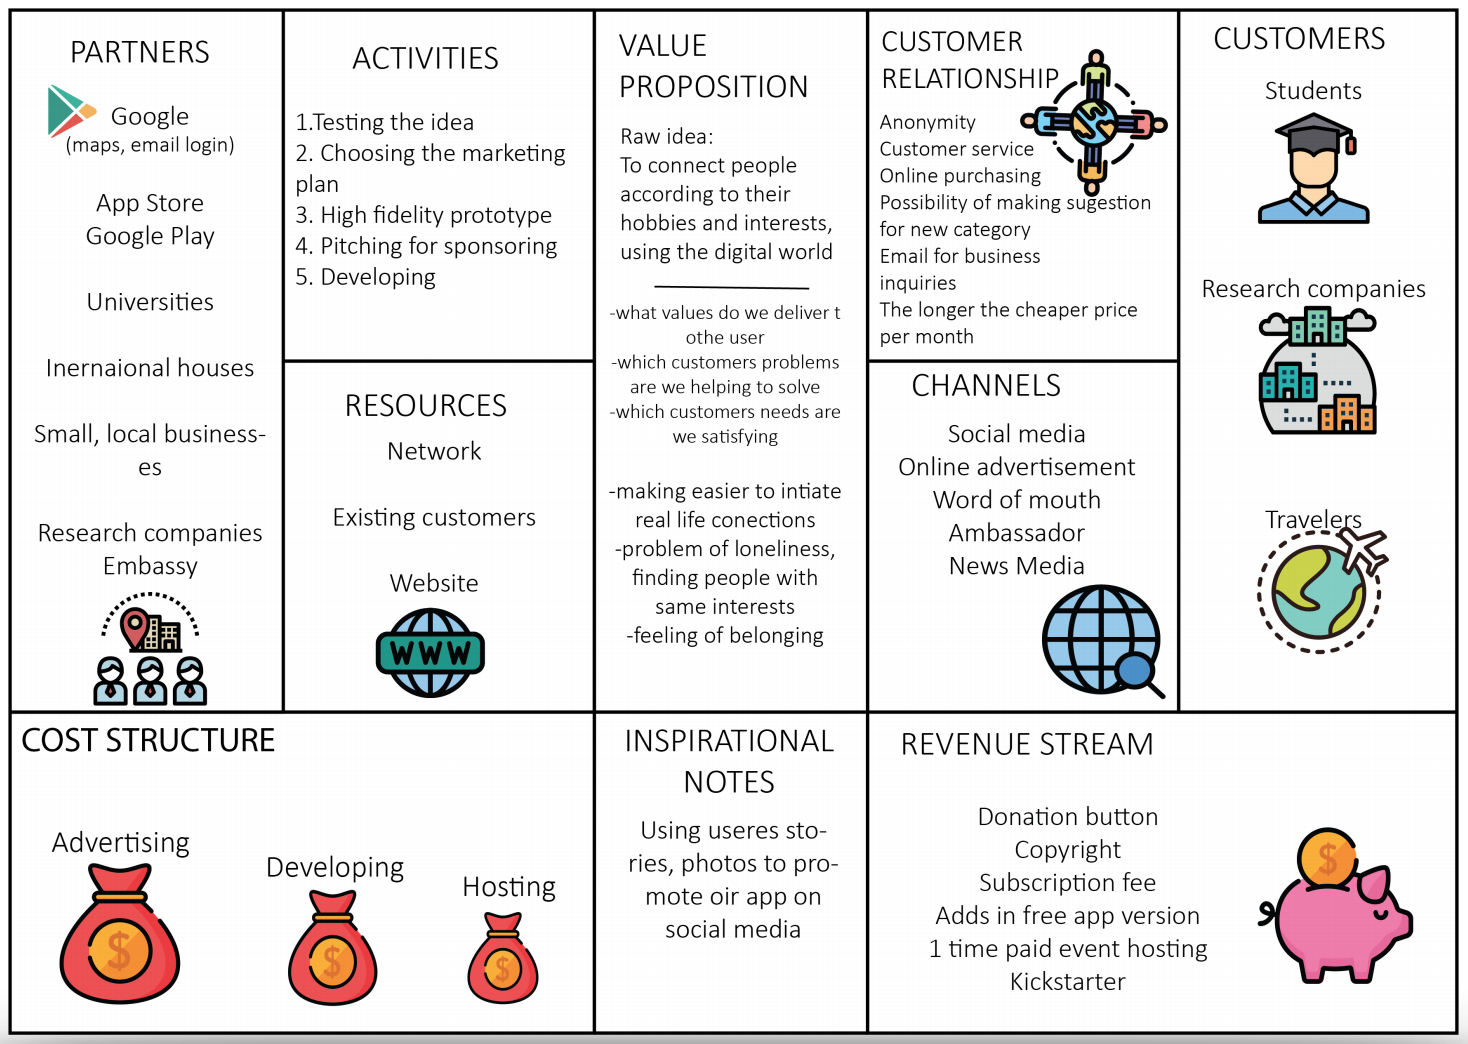 PARTNERS
Google
(maps, email login)
App Store
Google Play
Universities
Inernaional houses
Small, local business-
es
Research companies
Embassy
ACTIVITIES
1.Testing the idea
2. Choosing the marketing
plan
3. High fidelity prototype
4. Pitching for sponsoring
5. Developing
RESOURCES
Network
Existing customers
Website
WWW
VALUE
PROPOSITION
Raw idea:
To connect people
according to their
hobbies and interests,
using the digital world
-what values do we deliver t
othe user
-which customers problems
are we helping to solve
-which customers needs are
we satisfying
-making easier to intiate
real life conections
-problem of loneliness,
finding people with
same interests
-feeling of belonging
CUSTOMER
RELATIONSHIP
Anonymity
Customer service
Online purchasing
Possibility of making sugestion
for new category
Email for business
inquiries
The longer the cheaper price
per month
CHANNELS
Social media
Online advertisement
Word of mouth
Ambassador
News Media
CUSTOMERS
Students
Research companies
Travelers
COST STRUCTURE
Advertising
$
Developing
$
Hosting
$
INSPIRATIONAL
NOTES
Using useres sto-
ries, photos to pro-
mote oir app on
social media
REVENUE STREAM
Donation button
Copyright
Subscription fee
Adds in free app version
1 time paid event hosting
Kickstarter
$